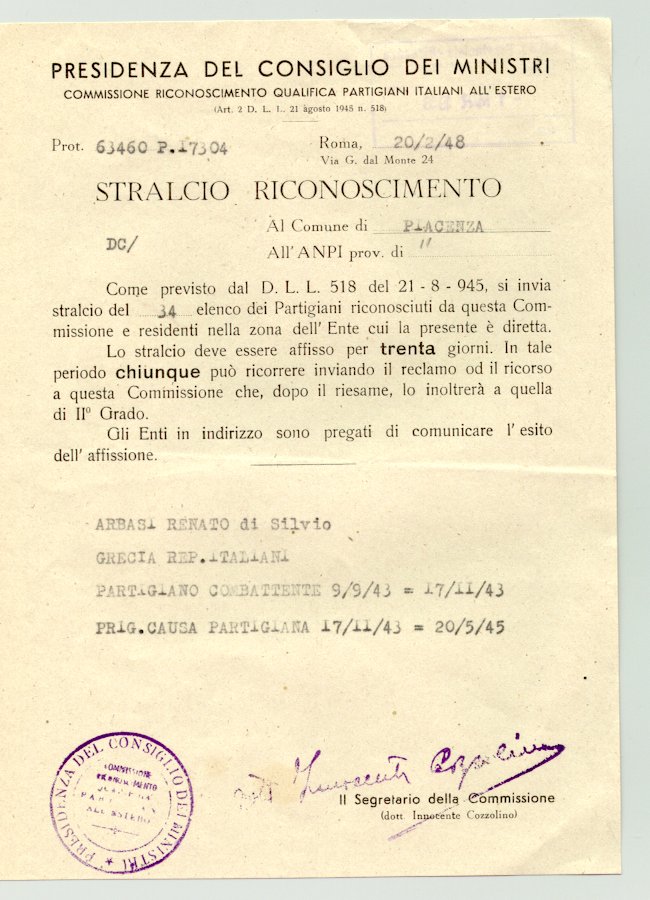 PRESIDENZA DEL CONSIGLIO DEI MINISTRI
COMMISSIONE RICONOSCIMENTO QUALIFICA PARTIGIANI ITALIANI ALL'ESTERO
(Art. 2 D. L. L. 21 agosto 1945 n. 518)
Prot. 63460 P.17304
Roma, 20/2/48
Via G. dal Monte 24
STRALCIO RICONOSCIMENTO
Al Comune di PIACENZA
DC/
All'ANPI prov. di "
Come previsto dal D. L. L. 518 del 21 - 8 - 945, si invia
stralcio del 34 elenco dei Partigiani riconosciuti da questa Com-
missione e residenti nella zona dell' Ente cui la presente è diretta.
Lo stralcio deve essere affisso per trenta giorni. In tale
periodo chiunque può ricorrere inviando il reclamo od il ricorso
a questa Commissione che, dopo il riesame, lo inoltrerà a quella
di IIº Grado.
Gli Enti in indirizzo sono pregati di comunicare l' esito
dell' affissione.
ARBASI RENATO di Silvio
GRECIA REP.ITALIANI
PARTIGIANO COMBATTENTE 9/9/43 = 17/11/43
PRIG.CAUSA PARTIGIANA 17/11/43 = 20/5/45
PRESIDENZA DEL CONSIGLIO DEI MINISTRI
COMMISSIONE
RICONOSCIMENTO
ALL'ESTERO
dott Innocente Cozzolino
Il Segretario della Commissione
(dott. Innocente Cozzolino)